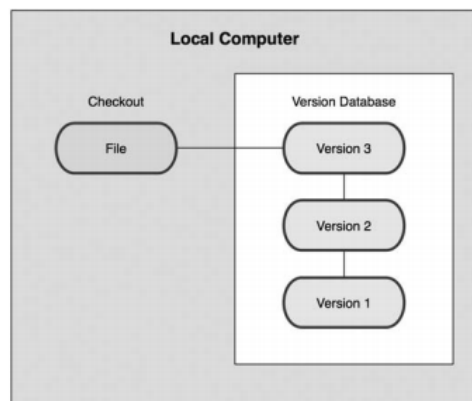 Local Computer
Checkout
Version Database
File
Version 3
Version 2
Version 1